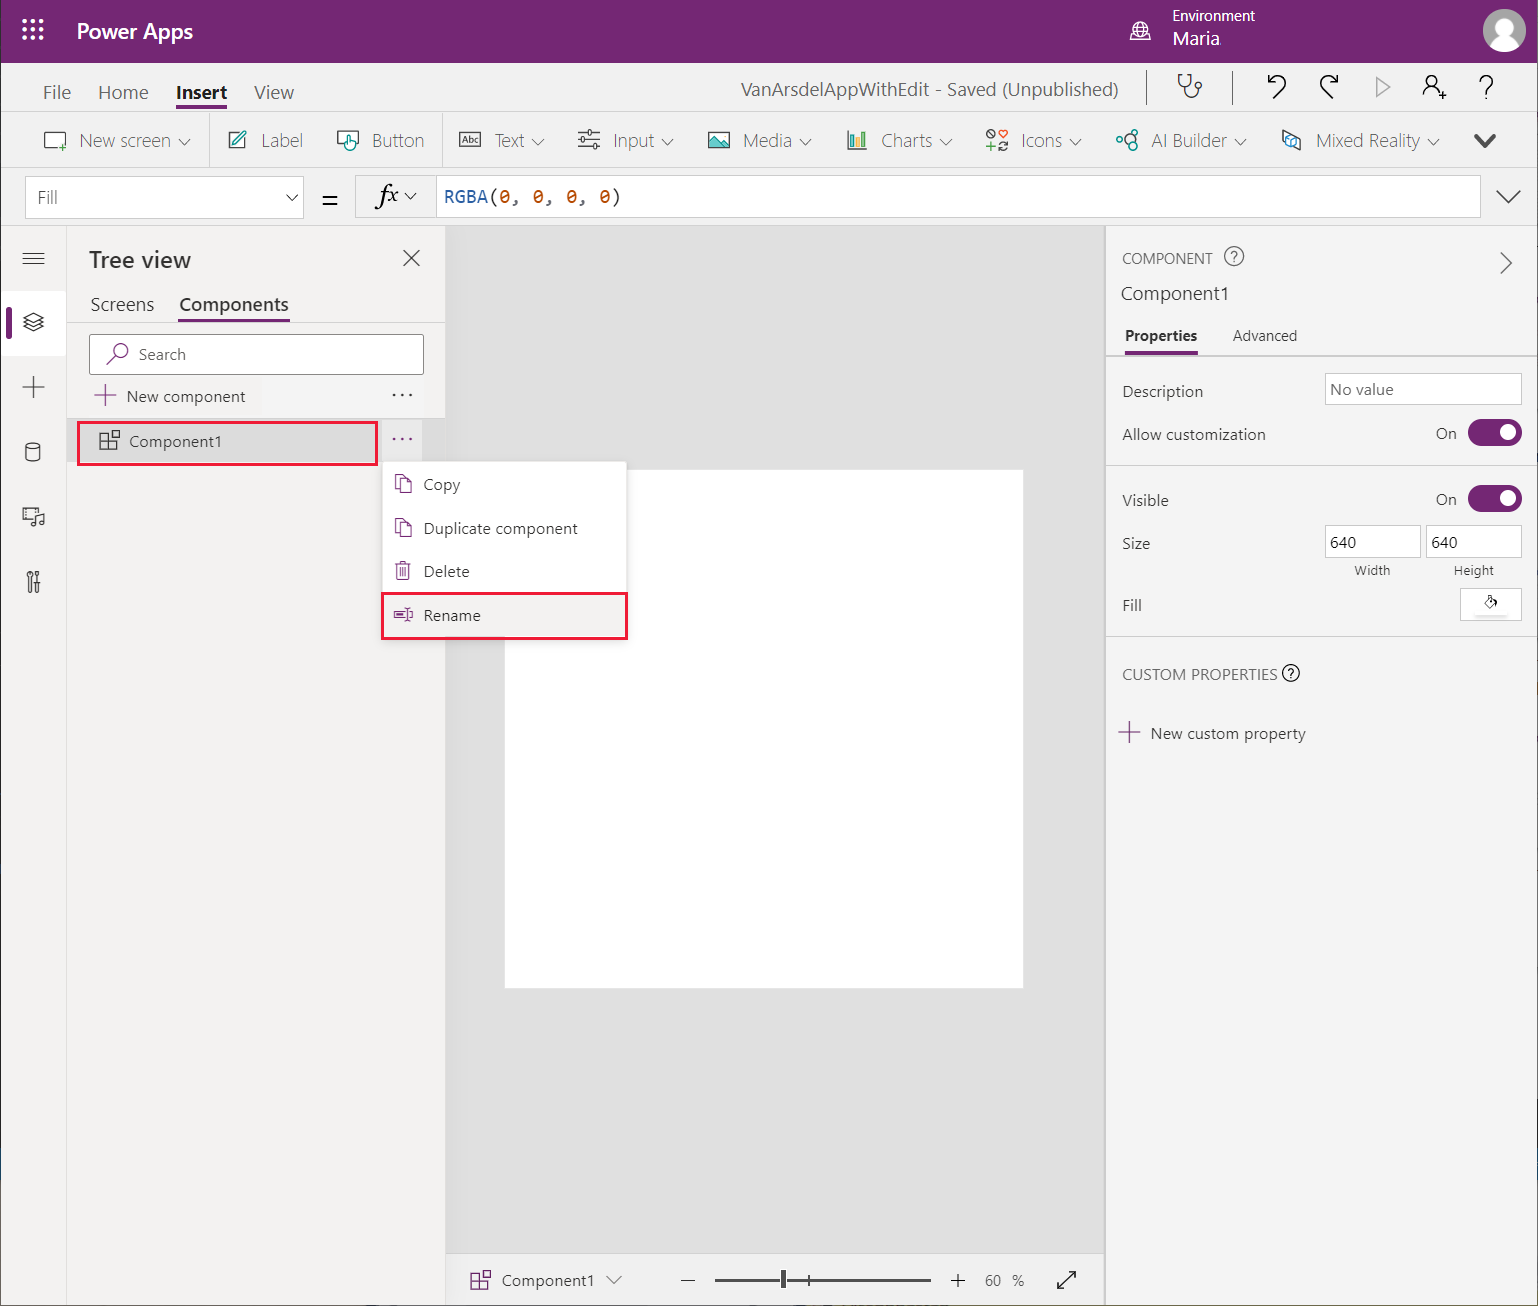 Power Apps
Environment
Maria
File Home Insert View
VanArsdelAppWithEdit - Saved (Unpublished)
New screen Label Button Abc Text Input Media Charts Icons AI Builder Mixed Reality
Fill = fx RGBA(0, 0, 0, 0)
Tree view
Screens Components
Search
New component
Component1
Copy
Duplicate component
Delete
Rename
COMPONENT ?
Component1
Properties Advanced
Description No value
Allow customization On
Visible On
Size 640 640
Width Height
Fill
CUSTOM PROPERTIES ?
New custom property
Component1 60 %